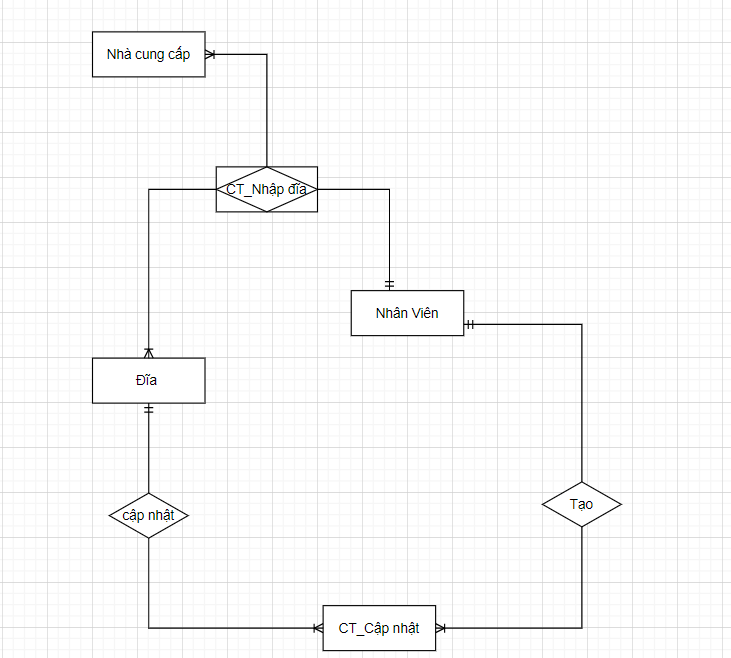 Nhà cung cấp
CT_Nhập đĩa
Nhân Viên
Đĩa
cập nhật
Tạo
CT_Cập nhật